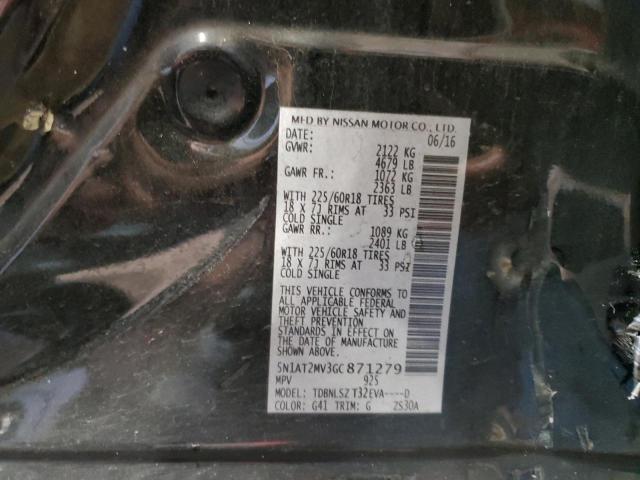 MFD BY NISSAN MOTOR CO., LTD.
DATE: 06/16
GVWR: 2122 KG
4679 LB
GAWR FR.: 1072 KG
2363 LB
WITH 225/60R18 TIRES
18 X 7J RIMS AT 33 PSI
COLD SINGLE
GAWR RR.: 1089 KG
2401 LB
WITH 225/60R18 TIRES
18 X 7J RIMS AT 33 PSI
COLD SINGLE
THIS VEHICLE CONFORMS TO
ALL APPLICABLE FEDERAL
MOTOR VEHICLE SAFETY AND
THEFT PREVENTION
STANDARDS IN EFFECT ON
THE DATE OF MANUFACTURE
SHOWN ABOVE.
5N1AT2MV3GC871279
MPV 925
MODEL: TDBNLSZ T32EVA----D
COLOR: G41 TRIM: G ZS30A